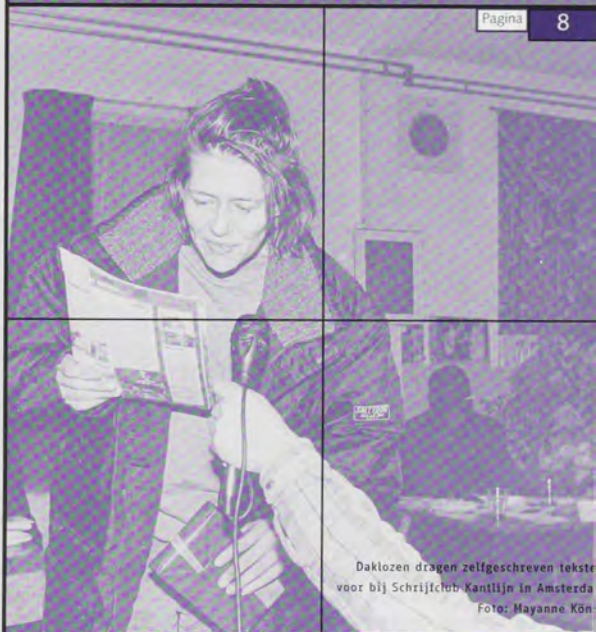 Pagina 8
Daklozen dragen zelfgeschreven tekste
voor bij Schrijfclub Kantlijn in Amsterda
Foto: Mayanne Kön